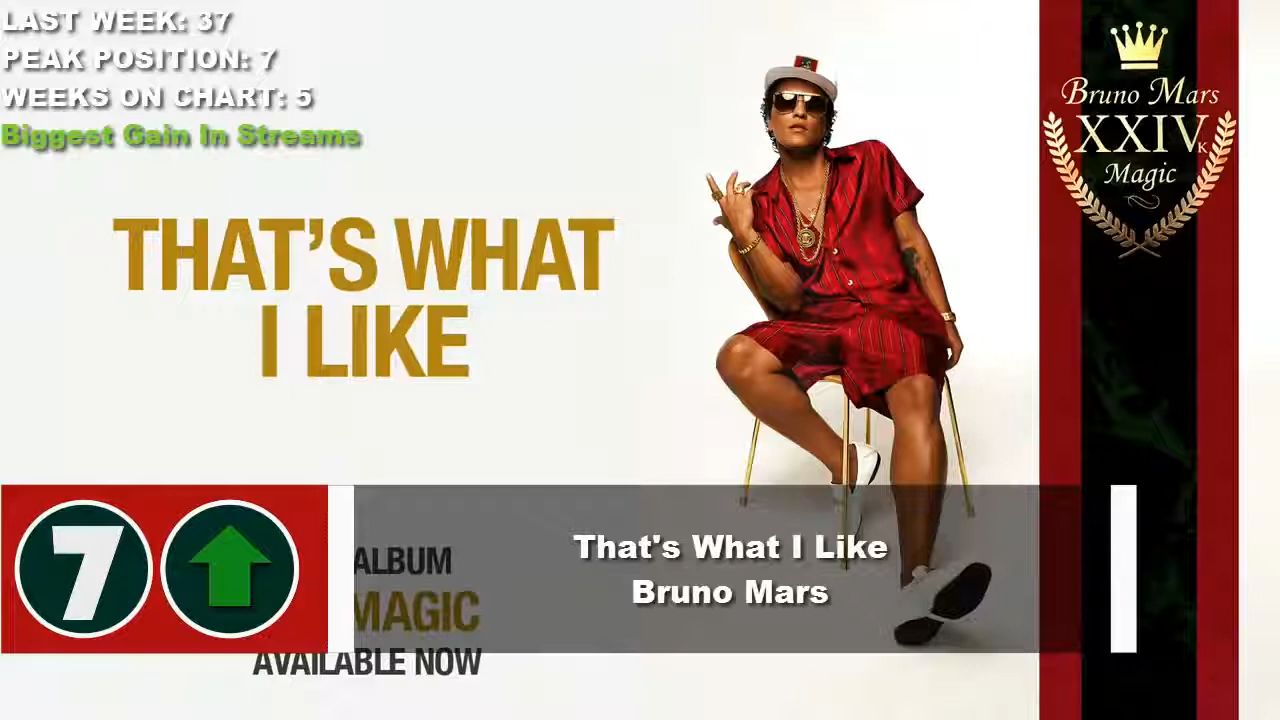 LAST WEEK: 37
PEAK POSITION: 7
WEEKS ON CHART: 5
Biggest Gain In Streams
THAT'S WHAT
I LIKE
Bruno Mars
XXIVK
Magic
7
That's What I Like
Bruno Mars
ALBUM
MAGIC
AVAILABLE NOW